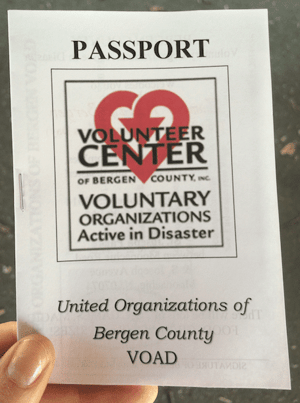 PASSPORT
VOLUNTEER
CENTER
OF BERGEN COUNTY, INC.
VOLUNTARY
ORGANIZATIONS
Active in Disaster
United Organizations of
Bergen County
VOAD